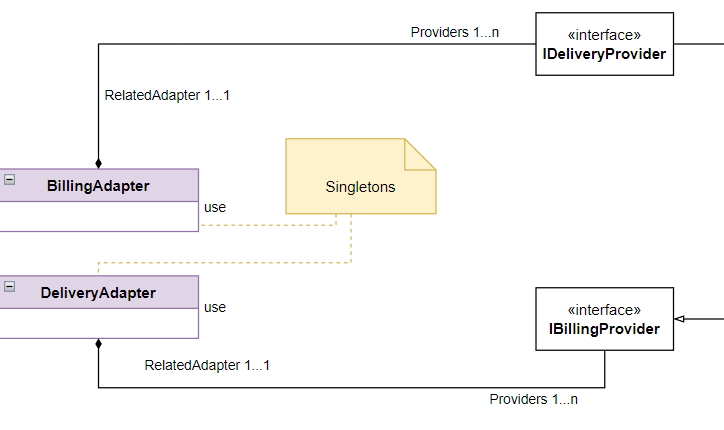 Providers 1...n
«interface»
IDeliveryProvider
RelatedAdapter 1...1
BillingAdapter
use
Singletons
DeliveryAdapter
use
«interface»
IBillingProvider
RelatedAdapter 1...1
Providers 1...n